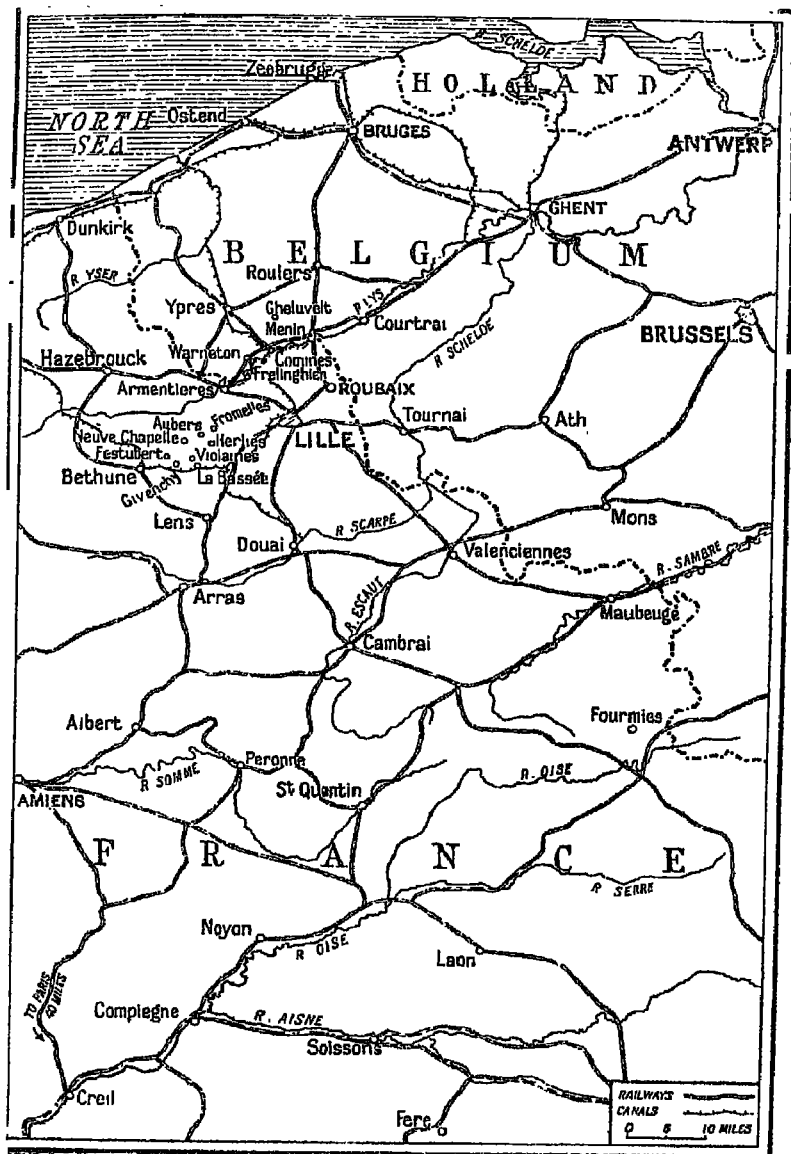 R. SCHELDE
Zeebrugge
HOLLAND
NORTH
SEA
Ostend
BRUGES
ANTWERP
GHENT
Dunkirk
BELGIUM
R YSER
Roulers
Ypres
Gheluvelt
Menin
R LYS
Courtrai
R SCHELDE
BRUSSELS
Hazebrouck
Warneton
Comines
Frelinghien
Armentieres
ROUBAIX
Aubers
Fromelles
Tournai
Ath
Neuve Chapelle
Herlies
LILLE
Festubert
Violaines
Bethune
Givenchy
La Bassée
Lens
R SCARPE
Mons
Douai
Valenciennes
R. SAMBRE
Arras
R. ESCAUT
Maubeuge
Cambrai
Albert
Fourmies
Peronne
R SOMME
St Quentin
R. OISE
AMIENS
FRANCE
R SERRE
Noyon
R OISE
Laon
TO PARIS
40 MILES
Compiegne
R. AISNE
Soissons
Creil
Fere
RAILWAYS
CANALS
0 5 10 MILES